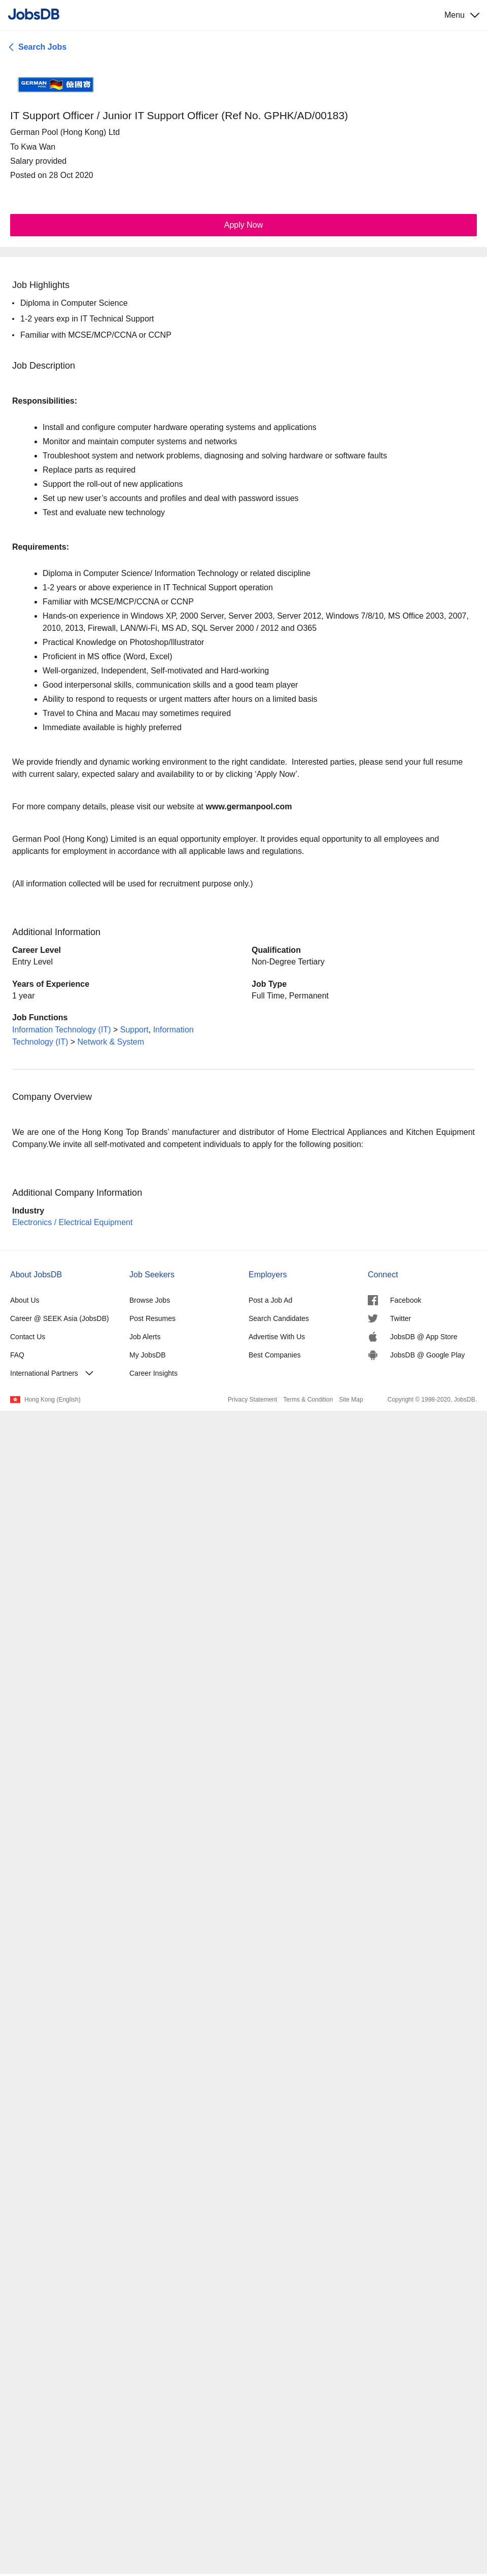 JobsDB
Menu
Search Jobs
GERMAN
POOL
德國寶
IT Support Officer / Junior IT Support Officer (Ref No. GPHK/AD/00183)
German Pool (Hong Kong) Ltd
To Kwa Wan
Salary provided
Posted on 28 Oct 2020
Apply Now
Job Highlights
• Diploma in Computer Science
• 1-2 years exp in IT Technical Support
• Familiar with MCSE/MCP/CCNA or CCNP
Job Description
Responsibilities:
• Install and configure computer hardware operating systems and applications
• Monitor and maintain computer systems and networks
• Troubleshoot system and network problems, diagnosing and solving hardware or software faults
• Replace parts as required
• Support the roll-out of new applications
• Set up new user’s accounts and profiles and deal with password issues
• Test and evaluate new technology
Requirements:
• Diploma in Computer Science/ Information Technology or related discipline
• 1-2 years or above experience in IT Technical Support operation
• Familiar with MCSE/MCP/CCNA or CCNP
• Hands-on experience in Windows XP, 2000 Server, Server 2003, Server 2012, Windows 7/8/10, MS Office 2003, 2007,
2010, 2013, Firewall, LAN/Wi-Fi, MS AD, SQL Server 2000 / 2012 and O365
• Practical Knowledge on Photoshop/Illustrator
• Proficient in MS office (Word, Excel)
• Well-organized, Independent, Self-motivated and Hard-working
• Good interpersonal skills, communication skills and a good team player
• Ability to respond to requests or urgent matters after hours on a limited basis
• Travel to China and Macau may sometimes required
• Immediate available is highly preferred
We provide friendly and dynamic working environment to the right candidate.  Interested parties, please send your full resume
with current salary, expected salary and availability to or by clicking ‘Apply Now’.
For more company details, please visit our website at www.germanpool.com
German Pool (Hong Kong) Limited is an equal opportunity employer. It provides equal opportunity to all employees and
applicants for employment in accordance with all applicable laws and regulations.
(All information collected will be used for recruitment purpose only.)
Additional Information
Career Level
Entry Level
Qualification
Non-Degree Tertiary
Years of Experience
1 year
Job Type
Full Time, Permanent
Job Functions
Information Technology (IT) > Support, Information
Technology (IT) > Network & System
Company Overview
We are one of the Hong Kong Top Brands’ manufacturer and distributor of Home Electrical Appliances and Kitchen Equipment
Company.We invite all self-motivated and competent individuals to apply for the following position:
Additional Company Information
Industry
Electronics / Electrical Equipment
About JobsDB
About Us
Career @ SEEK Asia (JobsDB)
Contact Us
FAQ
International Partners
Job Seekers
Browse Jobs
Post Resumes
Job Alerts
My JobsDB
Career Insights
Employers
Post a Job Ad
Search Candidates
Advertise With Us
Best Companies
Connect
Facebook
Twitter
JobsDB @ App Store
JobsDB @ Google Play
Hong Kong (English)
Privacy Statement Terms & Condition Site Map
Copyright © 1998-2020, JobsDB.